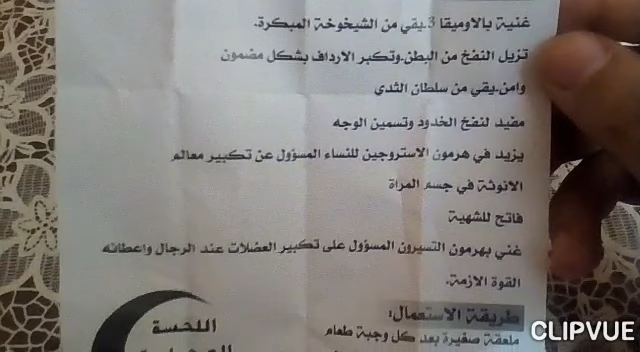 غنية بالاوميقا 3.يقي من الشيخوخة المبكرة.
تزيل النفخ من البطن.وتكبر الارداف بشكل مضمون
وامن.يقي من سلطان الثدي
مفيد لنفخ الخدود وتسمين الوجه
يزيد في هرمون الاستروجين للنساء المسؤول عن تكبير معالم
الانوثة في جسم المراة
فاتح للشهية
غني بهرمون التسيرون المسؤول على تكبير العضلات عند الرجال واعطائه
القوة الازمة.
طريقة الاستعمال:
ملعقة صغيرة بعد كل وجبة طعام
اللحسة
CLIPVUE